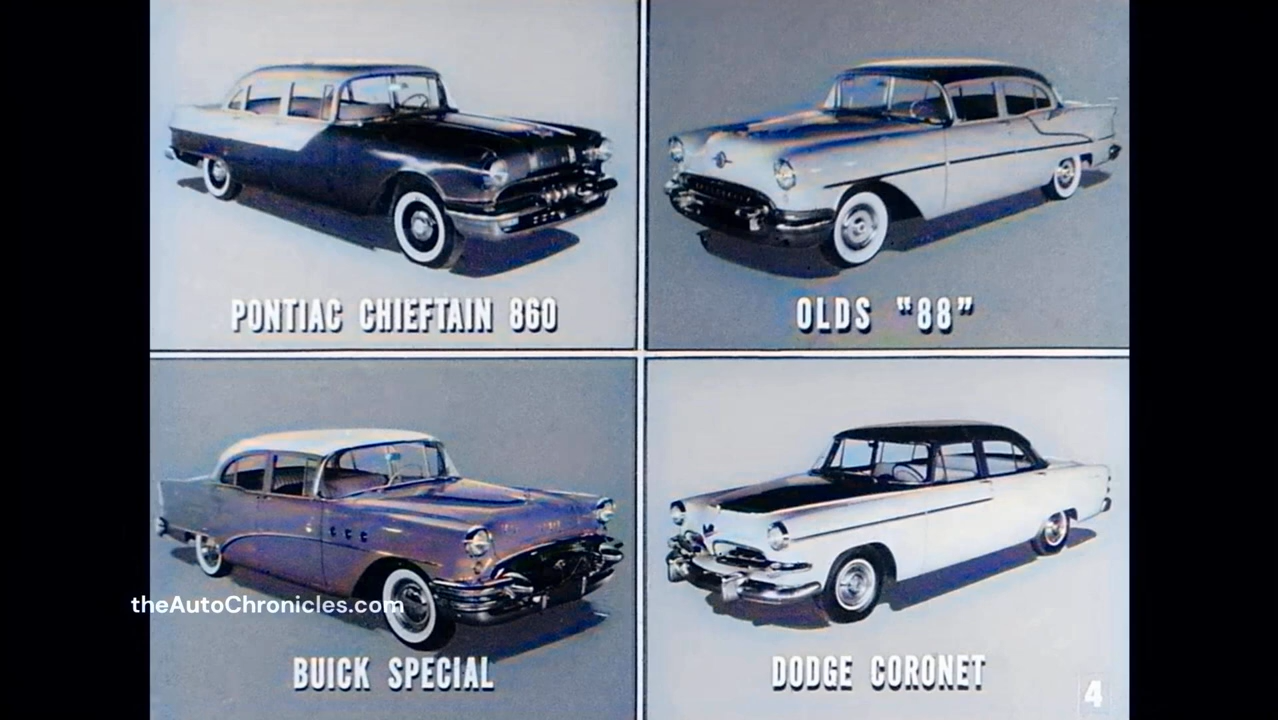 PONTIAC CHIEFTAIN 860
OLDS "88"
theAutoChronicles.com
BUICK SPECIAL
DODGE CORONET
4